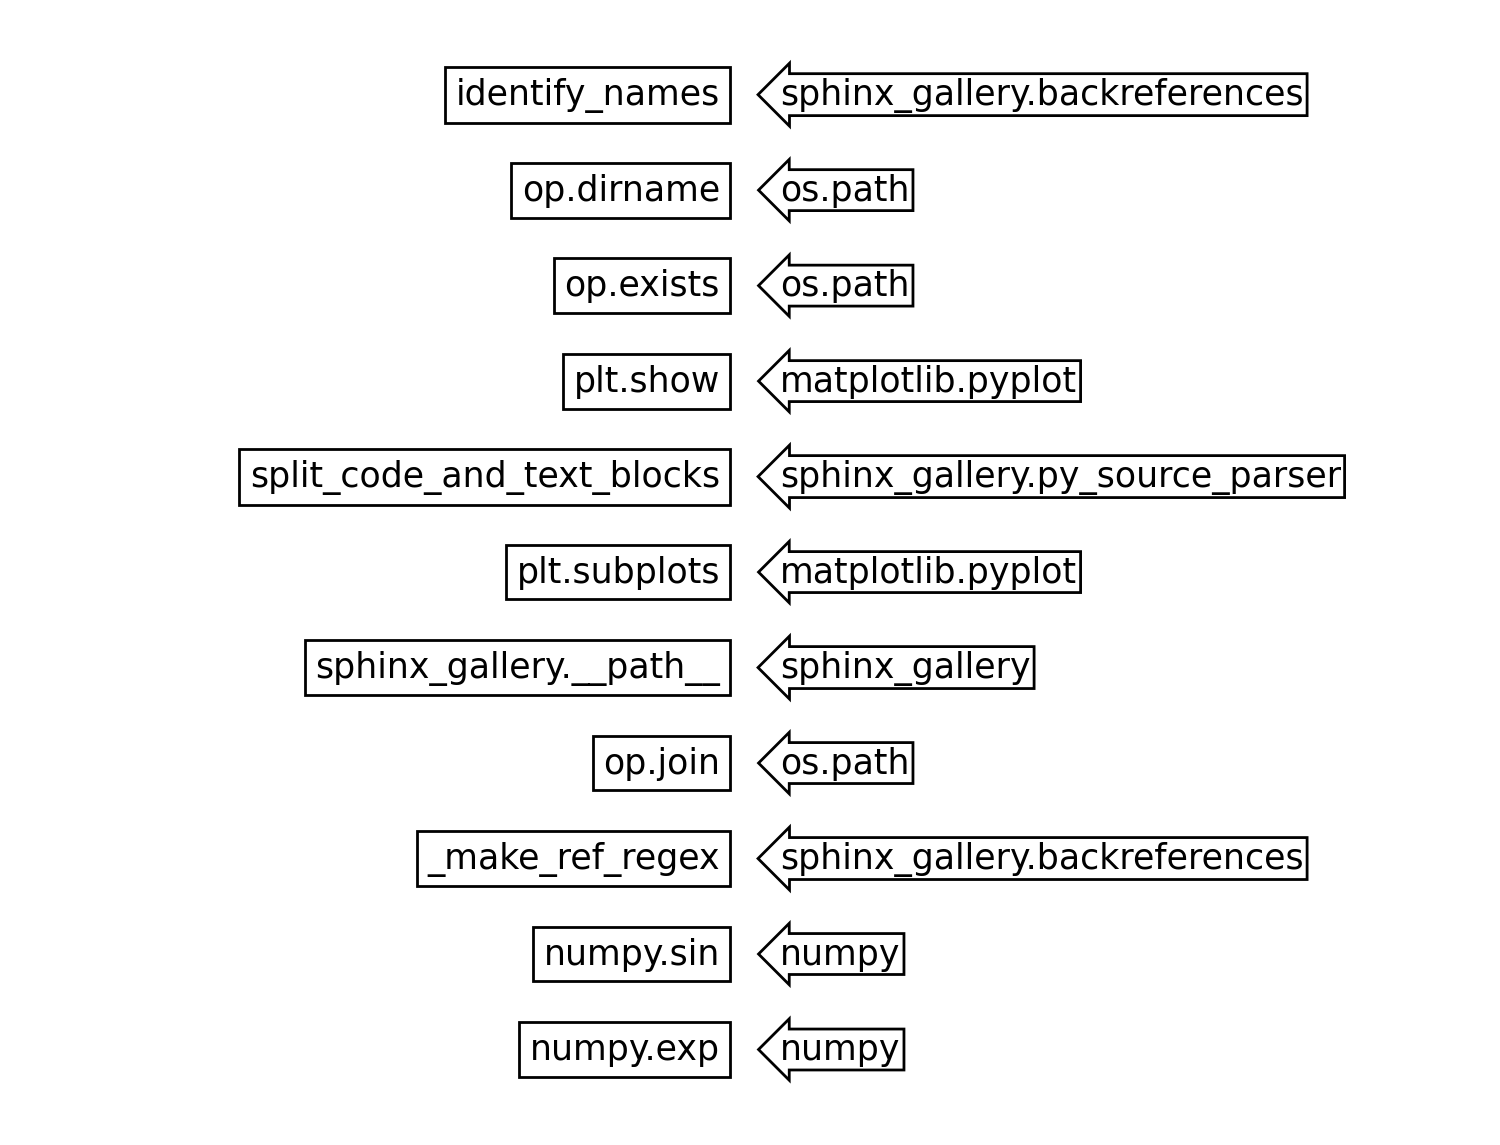 identify_names sphinx_gallery.backreferences
op.dirname os.path
op.exists os.path
plt.show matplotlib.pyplot
split_code_and_text_blocks sphinx_gallery.py_source_parser
plt.subplots matplotlib.pyplot
sphinx_gallery.__path__ sphinx_gallery
op.join os.path
_make_ref_regex sphinx_gallery.backreferences
numpy.sin numpy
numpy.exp numpy